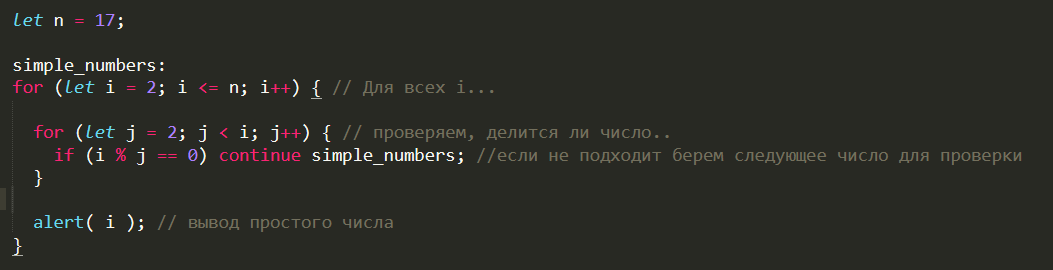 let n = 17;
simple_numbers:
for (let i = 2; i <= n; i++) { // Для всех i...
for (let j = 2; j < i; j++) { // проверяем, делится ли число..
if (i % j == 0) continue simple_numbers; //если не подходит берем следующее число для проверки
}
alert( i ); // вывод простого числа
}